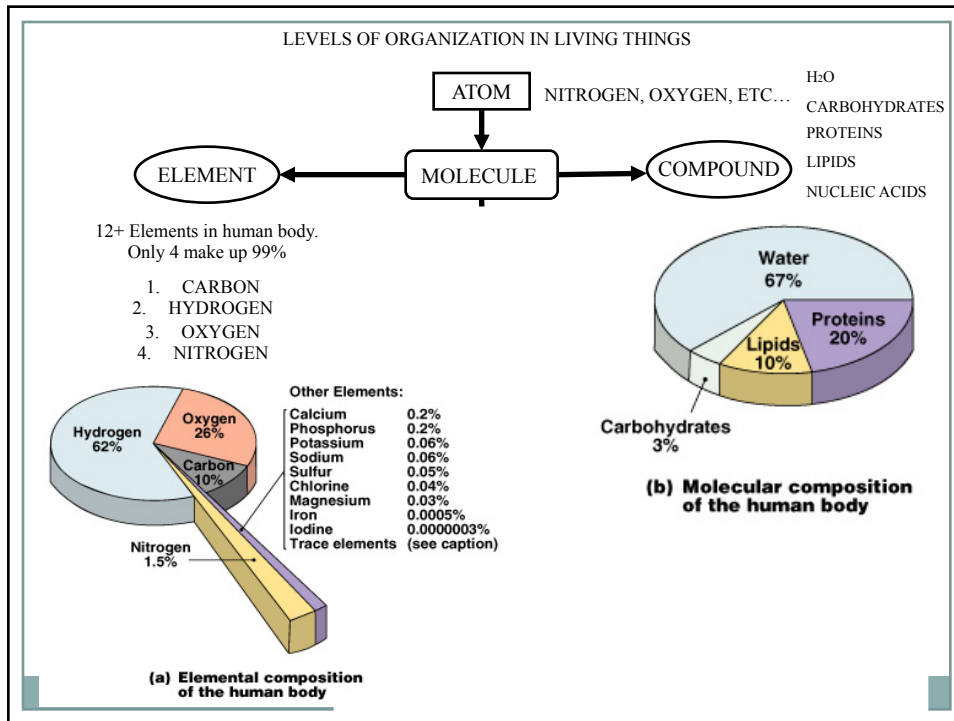 LEVELS OF ORGANIZATION IN LIVING THINGS
ATOM
NITROGEN, OXYGEN, ETC…
H2O
CARBOHYDRATES
PROTEINS
LIPIDS
NUCLEIC ACIDS
ELEMENT
MOLECULE
COMPOUND
12+ Elements in human body.
Only 4 make up 99%
1. CARBON
2. HYDROGEN
3. OXYGEN
4. NITROGEN
Water
67%
Proteins
20%
Lipids
10%
Carbohydrates
3%
(b) Molecular composition
of the human body
Hydrogen
62%
Oxygen
26%
Carbon
10%
Nitrogen
1.5%
Other Elements:
Calcium 0.2%
Phosphorus 0.2%
Potassium 0.06%
Sodium 0.06%
Sulfur 0.05%
Chlorine 0.04%
Magnesium 0.03%
Iron 0.0005%
Iodine 0.0000003%
Trace elements (see caption)
(a) Elemental composition
of the human body